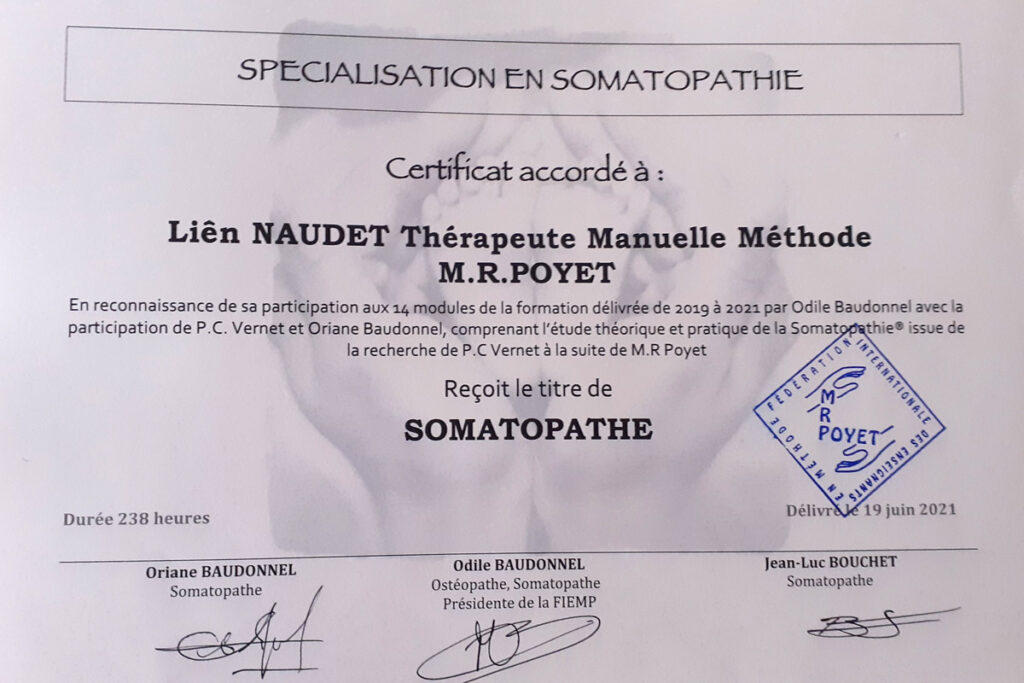 SPECIALISATION EN SOMATOPATHIE
Certificat accordé à :
Liên NAUDET Thérapeute Manuelle Méthode
M.R.POYET
En reconnaissance de sa participation aux 14 modules de la formation délivrée de 2019 à 2021 par Odile Baudonnel avec la
participation de P.C. Vernet et Oriane Baudonnel, comprenant l'étude théorique et pratique de la Somatopathie® issue de
la recherche de P.C Vernet à la suite de M.R Poyet
Reçoit le titre de
SOMATOPATHE
FÉDÉRATION INTERNATIONALE DES ENSEIGNANTS EN MÉTHODE
M
R
POYET
Durée 238 heures
Délivré le 19 juin 2021
Oriane BAUDONNEL
Somatopathe
Odile BAUDONNEL
Ostéopathe, Somatopathe
Présidente de la FIEMP
Jean-Luc BOUCHET
Somatopathe